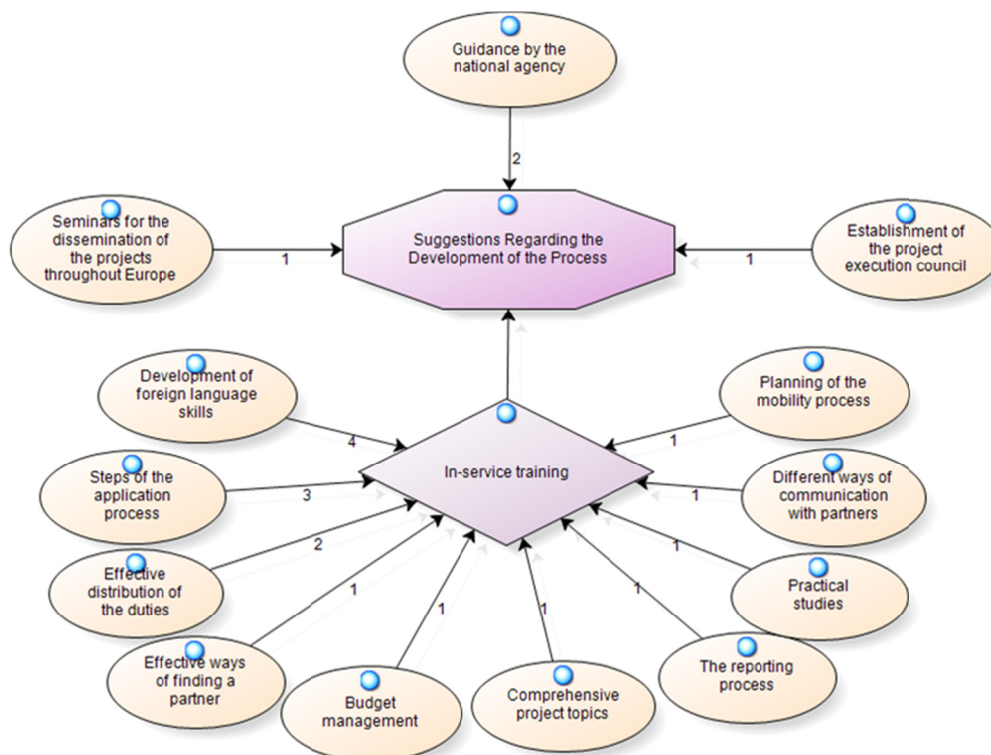 Guidance by the
national agency
2
Seminars for the
dissemination of
the projects
throughout Europe
1
Suggestions Regarding the
Development of the Process
1
Establishment of
the project
execution council
Development of
foreign language
skills
4
In-service training
1
Planning of the
mobility process
Steps of the
application
process
3
1
Different ways of
communication
with partners
Effective
distribution of
the duties
2
1
Practical
studies
Effective ways
of finding a
partner
1
Budget
management
1
Comprehensive
project topics
1
The reporting
process
1